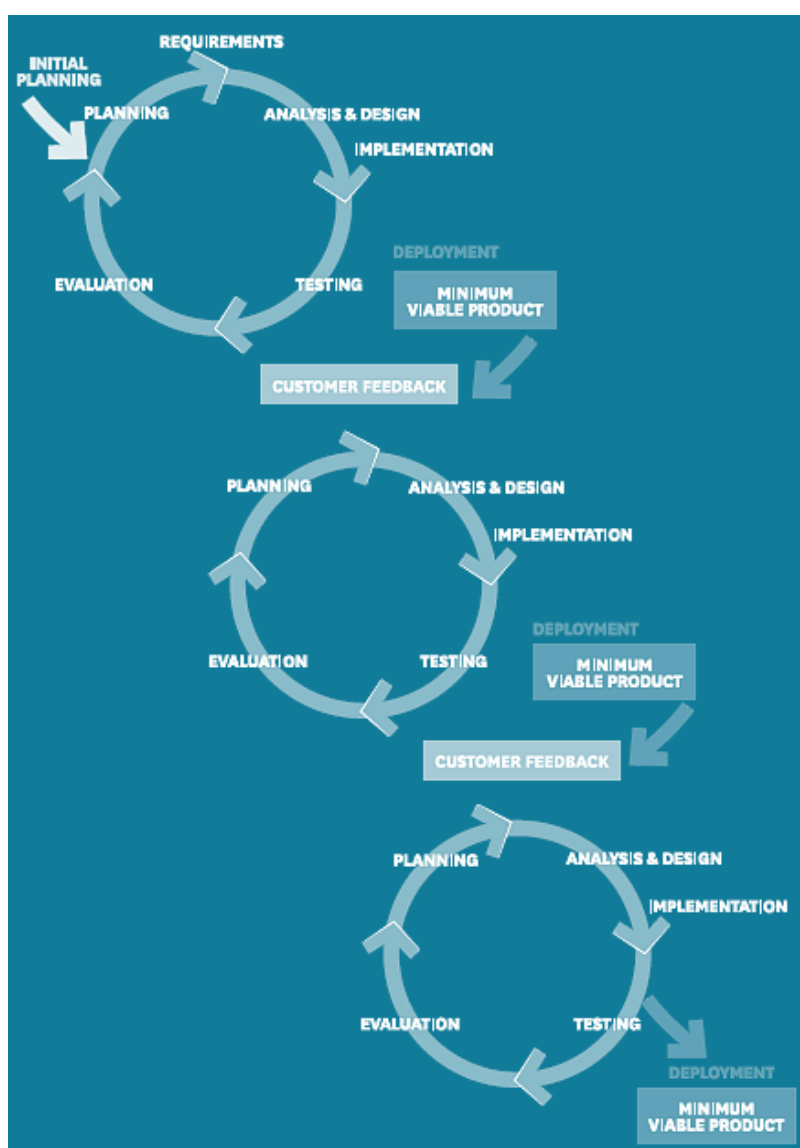 REQUIREMENTS
INITIAL
PLANNING
PLANNING
ANALYSIS & DESIGN
IMPLEMENTATION
DEPLOYMENT
EVALUATION
TESTING
MINIMUM
VIABLE PRODUCT
CUSTOMER FEEDBACK
PLANNING
ANALYSIS & DESIGN
IMPLEMENTATION
DEPLOYMENT
EVALUATION
TESTING
MINIMUM
VIABLE PRODUCT
CUSTOMER FEEDBACK
PLANNING
ANALYSIS & DESIGN
IMPLEMENTATION
EVALUATION
TESTING
DEPLOYMENT
MINIMUM
VIABLE PRODUCT